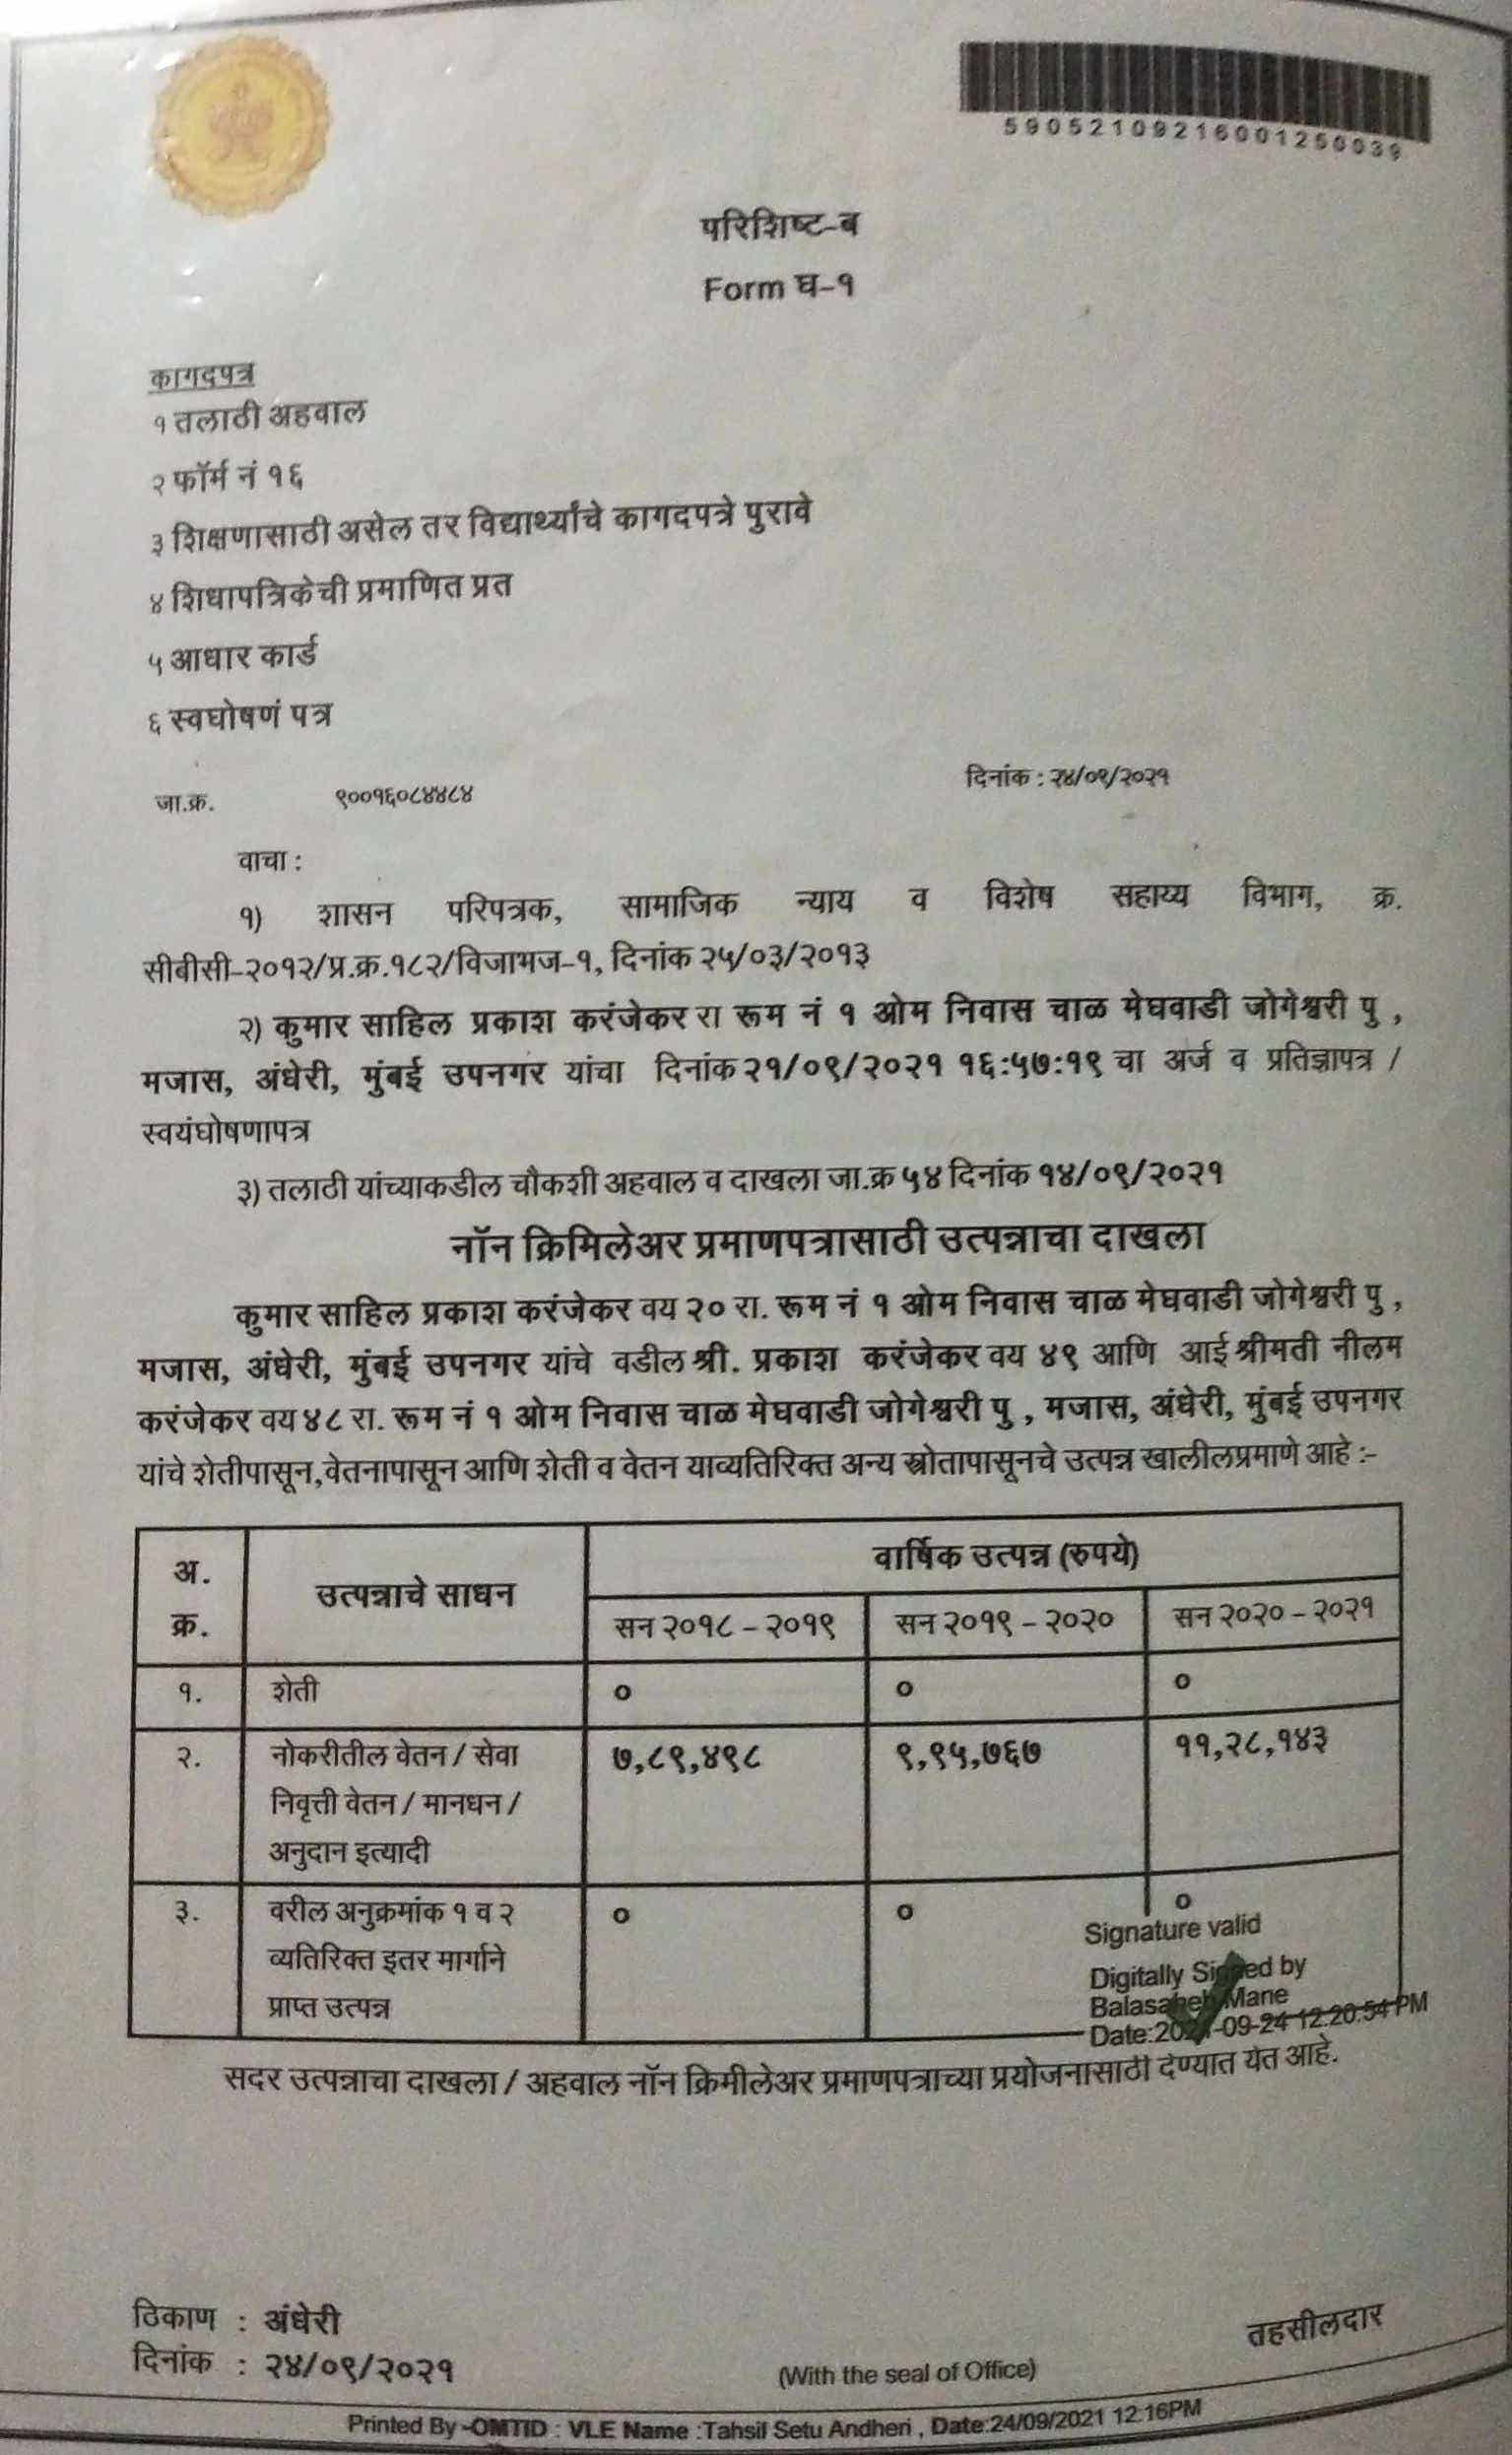 59052109216001250039
परिशिष्ट-ब
Form घ-१
कागदपत्र
१ तलाठी अहवाल
२ फॉर्म नं १६
३ शिक्षणासाठी असेल तर विद्यार्थ्यांचे कागदपत्रे पुरावे
४ शिधापत्रिकेची प्रमाणित प्रत
५ आधार कार्ड
६ स्वघोषणं पत्र
दिनांक : २४/०९/२०२१
जा.क्र. ९००१६०८४४८४
वाचा :
१) शासन परिपत्रक, सामाजिक न्याय व विशेष सहाय्य विभाग, क्र.
सीबीसी-२०१२/प्र.क्र.१८२/विजाभज-१, दिनांक २५/०३/२०१३
२) कुमार साहिल प्रकाश करंजेकर रा रूम नं १ ओम निवास चाळ मेघवाडी जोगेश्वरी पु ,
मजास, अंधेरी, मुंबई उपनगर यांचा दिनांक २१/०९/२०२१ १६:५७:१९ चा अर्ज व प्रतिज्ञापत्र /
स्वयंघोषणापत्र
३) तलाठी यांच्याकडील चौकशी अहवाल व दाखला जा.क्र ५४ दिनांक १४/०९/२०२१
नॉन क्रिमिलेअर प्रमाणपत्रासाठी उत्पन्नाचा दाखला
कुमार साहिल प्रकाश करंजेकर वय २० रा. रूम नं १ ओम निवास चाळ मेघवाडी जोगेश्वरी पु ,
मजास, अंधेरी, मुंबई उपनगर यांचे वडील श्री. प्रकाश करंजेकर वय ४९ आणि आई श्रीमती नीलम
करंजेकर वय ४८ रा. रूम नं १ ओम निवास चाळ मेघवाडी जोगेश्वरी पु , मजास, अंधेरी, मुंबई उपनगर
यांचे शेतीपासून,वेतनापासून आणि शेती व वेतन याव्यतिरिक्त अन्य स्रोतापासूनचे उत्पन्न खालीलप्रमाणे आहे :-
अ. क्र. उत्पन्नाचे साधन वार्षिक उत्पन्न (रुपये)
सन २०१८ - २०१९ सन २०१९ - २०२० सन २०२० - २०२१
१. शेती ० ० ०
२. नोकरीतील वेतन / सेवा ७,८९,४९८ ९,९५,७६७ ११,२८,१४३
निवृत्ती वेतन / मानधन /
अनुदान इत्यादी
३. वरील अनुक्रमांक १ व २ ० ० ०
व्यतिरिक्त इतर मार्गाने
प्राप्त उत्पन्न
Signature valid
Digitally Signed by
Balasaheb Mane
Date:2021-09-24 12:20:54 PM
सदर उत्पन्नाचा दाखला / अहवाल नॉन क्रिमीलेअर प्रमाणपत्राच्या प्रयोजनासाठी देण्यात येत आहे.
ठिकाण : अंधेरी
तहसीलदार
दिनांक : २४/०९/२०२१
(With the seal of Office)
Printed By -OMTID : VLE Name :Tahsil Setu Andheri , Date:24/09/2021 12:16PM